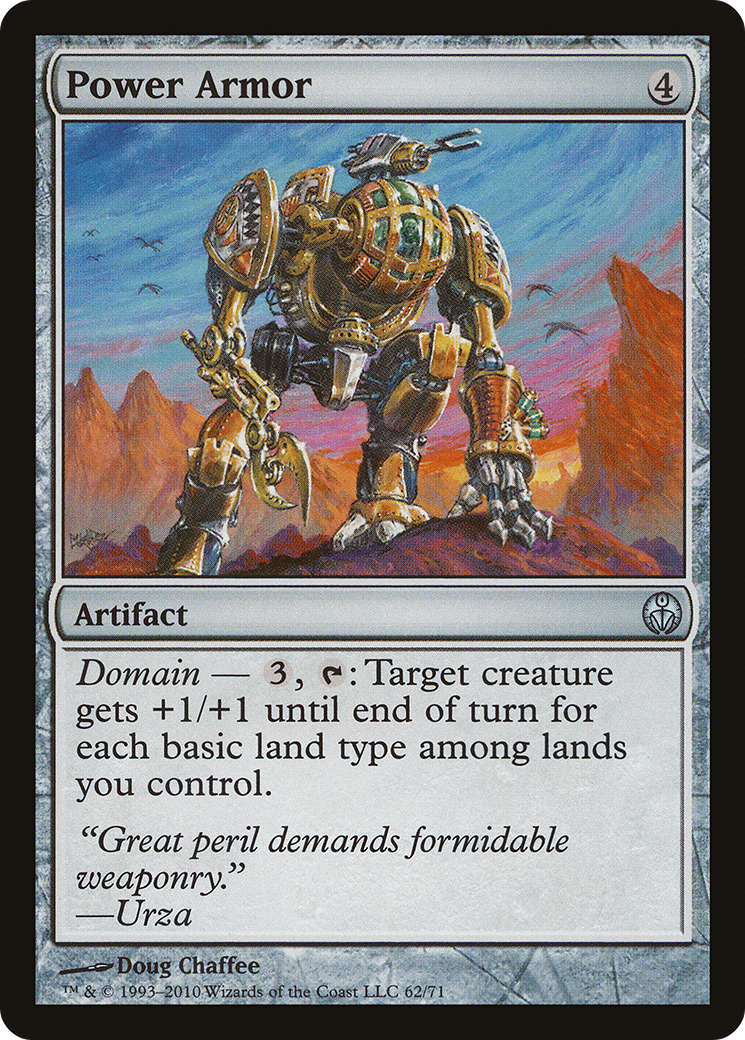 Power Armor 4
Artifact
Domain — 3, : Target creature
gets +1/+1 until end of turn for
each basic land type among lands
you control.
“Great peril demands formidable
weaponry.”
—Urza
Doug Chaffee
™ & © 1993–2010 Wizards of the Coast LLC 62/71